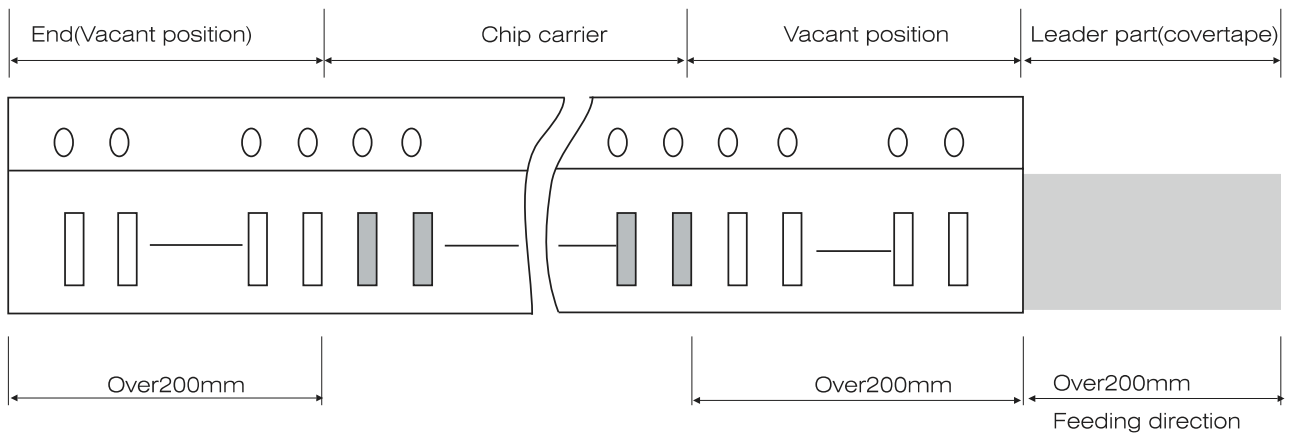 End(Vacant position)
Chip carrier
Vacant position
Leader part(covertape)
Over200mm
Over200mm
Over200mm
Feeding direction